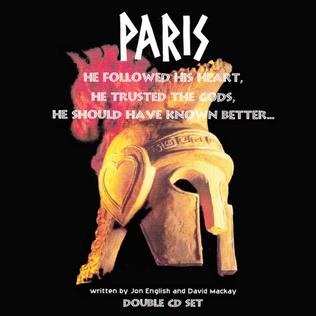 PARIS
HE FOLLOWED HIS HEART,
HE TRUSTED THE GODS,
HE SHOULD HAVE KNOWN BETTER...
written by Jon English and David Mackay
DOUBLE CD SET